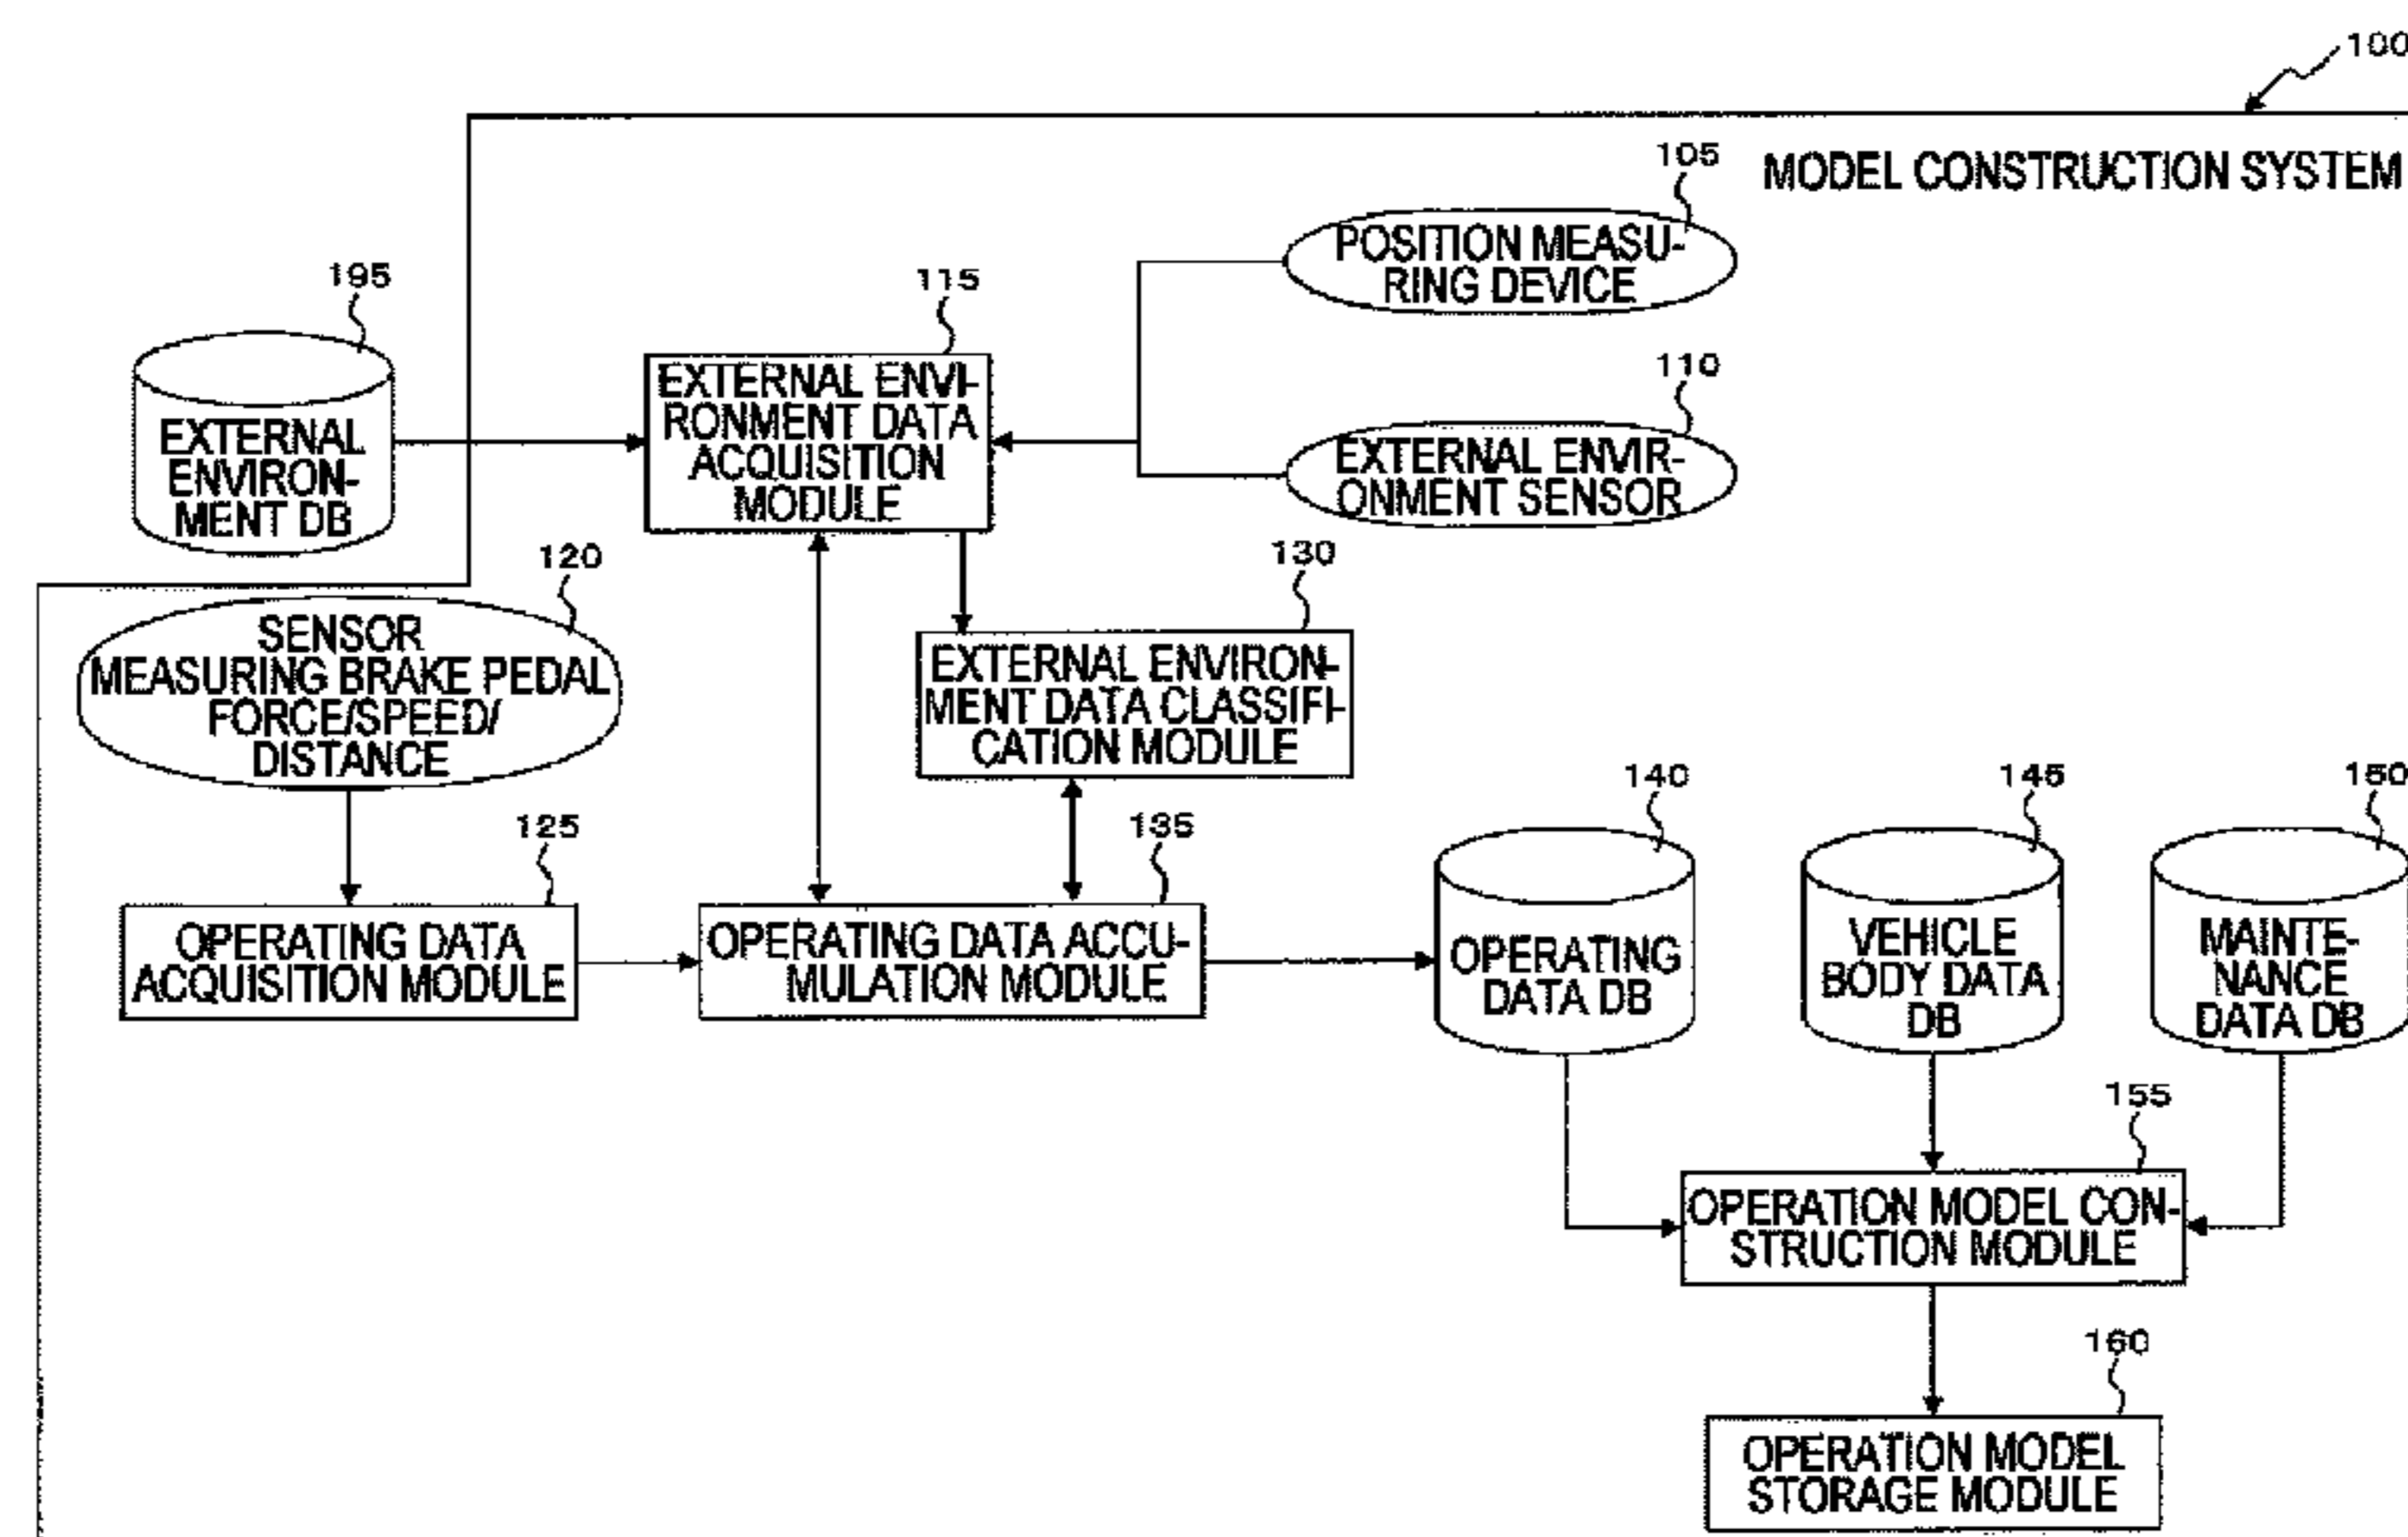 100
MODEL CONSTRUCTION SYSTEM
105
POSITION MEASU-
RING DEVICE
195
EXTERNAL
ENVIRON-
MENT DB
115
EXTERNAL ENVI-
RONMENT DATA
ACQUISITION
MODULE
110
EXTERNAL ENVIR-
ONMENT SENSOR
120
SENSOR
MEASURING BRAKE PEDAL
FORCE/SPEED/
DISTANCE
130
EXTERNAL ENVIRON-
MENT DATA CLASSIFI-
CATION MODULE
125
OPERATING DATA
ACQUISITION MODULE
135
OPERATING DATA ACCU-
MULATION MODULE
140
OPERATING
DATA DB
145
VEHICLE
BODY DATA
DB
150
MAINTE-
NANCE
DATA DB
155
OPERATION MODEL CON-
STRUCTION MODULE
160
OPERATION MODEL
STORAGE MODULE